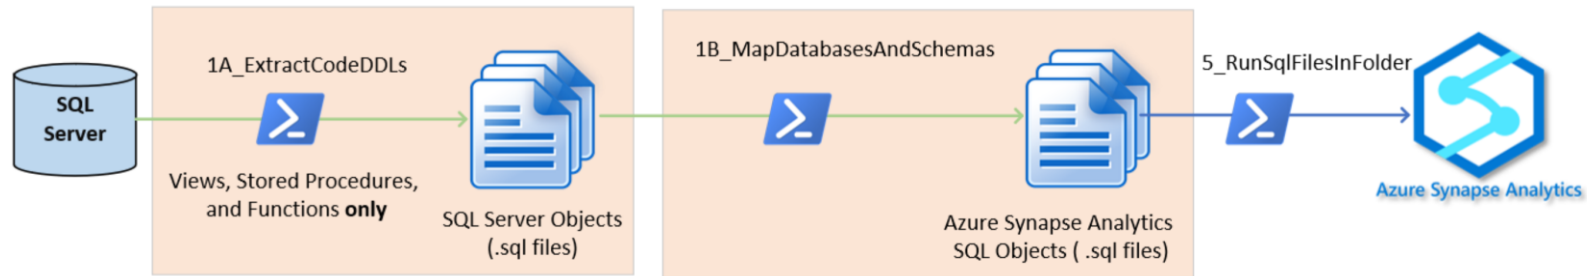 SQL
Server
1A_ExtractCodeDDLs
Views, Stored Procedures,
and Functions only
SQL Server Objects
(.sql files)
1B_MapDatabasesAndSchemas
Azure Synapse Analytics
SQL Objects ( .sql files)
5_RunSqlFilesInFolder
Azure Synapse Analytics